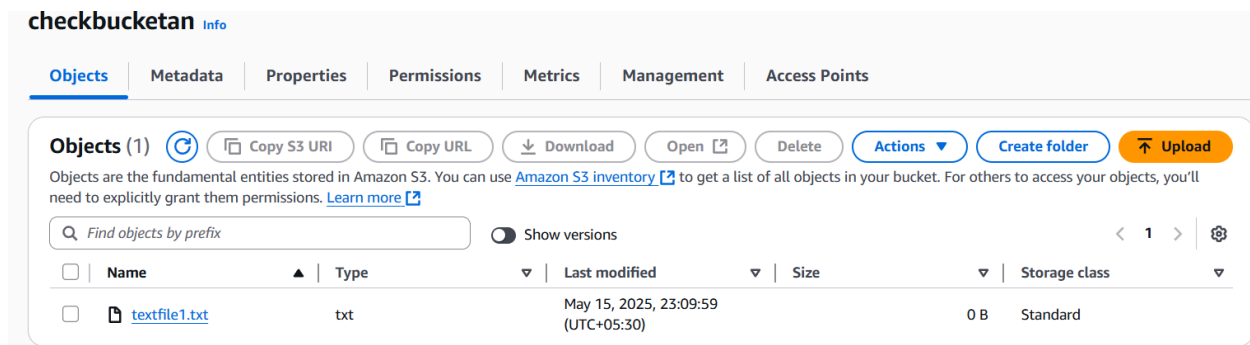 checkbucketan Info
Objects Metadata Properties Permissions Metrics Management Access Points
Objects (1) Copy S3 URI Copy URL Download Open Delete Actions Create folder Upload
Objects are the fundamental entities stored in Amazon S3. You can use Amazon S3 inventory to get a list of all objects in your bucket. For others to access your objects, you'll
need to explicitly grant them permissions. Learn more
Find objects by prefix Show versions 1
Name Type Last modified Size Storage class
textfile1.txt txt May 15, 2025, 23:09:59 0 B Standard
(UTC+05:30)